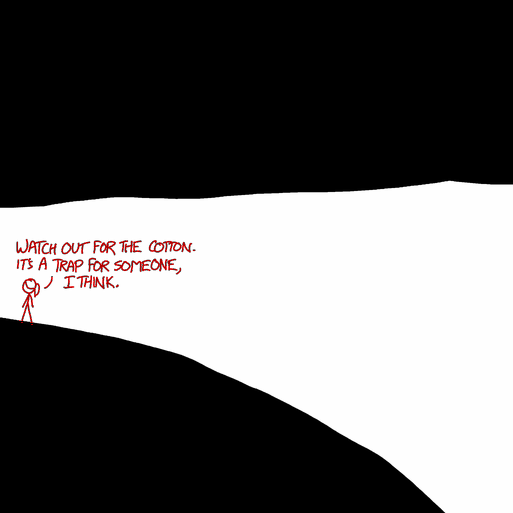 WATCH OUT FOR THE COTTON.
IT'S A TRAP FOR SOMEONE,
I THINK.